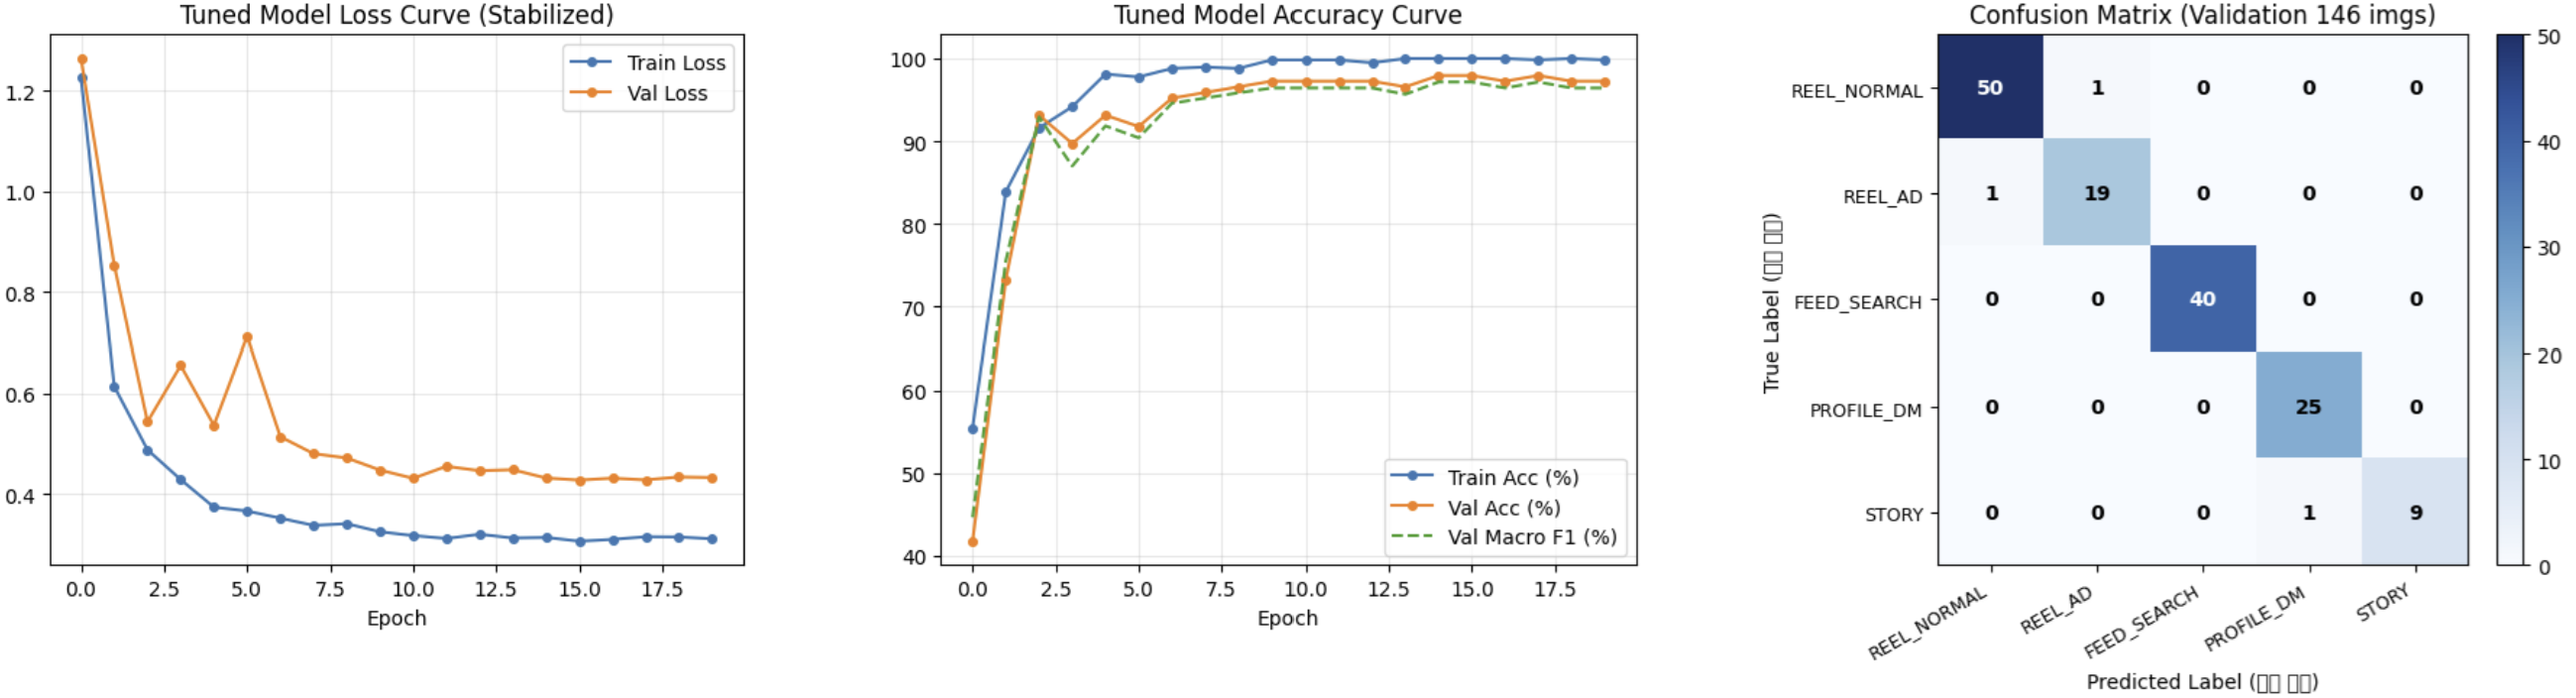 Tuned Model Loss Curve (Stabilized)
Train Loss
Val Loss
1.2
1.0
0.8
0.6
0.4
0.0 2.5 5.0 7.5 10.0 12.5 15.0 17.5
Epoch
Tuned Model Accuracy Curve
100
90
80
70
60
50
40
Train Acc (%)
Val Acc (%)
Val Macro F1 (%)
0.0 2.5 5.0 7.5 10.0 12.5 15.0 17.5
Epoch
Confusion Matrix (Validation 146 imgs)
True Label (▯▯ ▯▯)
REEL_NORMAL 50 1 0 0 0
REEL_AD 1 19 0 0 0
FEED_SEARCH 0 0 40 0 0
PROFILE_DM 0 0 0 25 0
STORY 0 0 0 1 9
REEL_NORMAL REEL_AD FEED_SEARCH PROFILE_DM STORY
Predicted Label (▯▯ ▯▯)
50
40
30
20
10
0